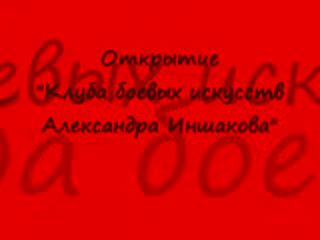 Открытие
"Клуба боевых искусств
Александра Иншакова"